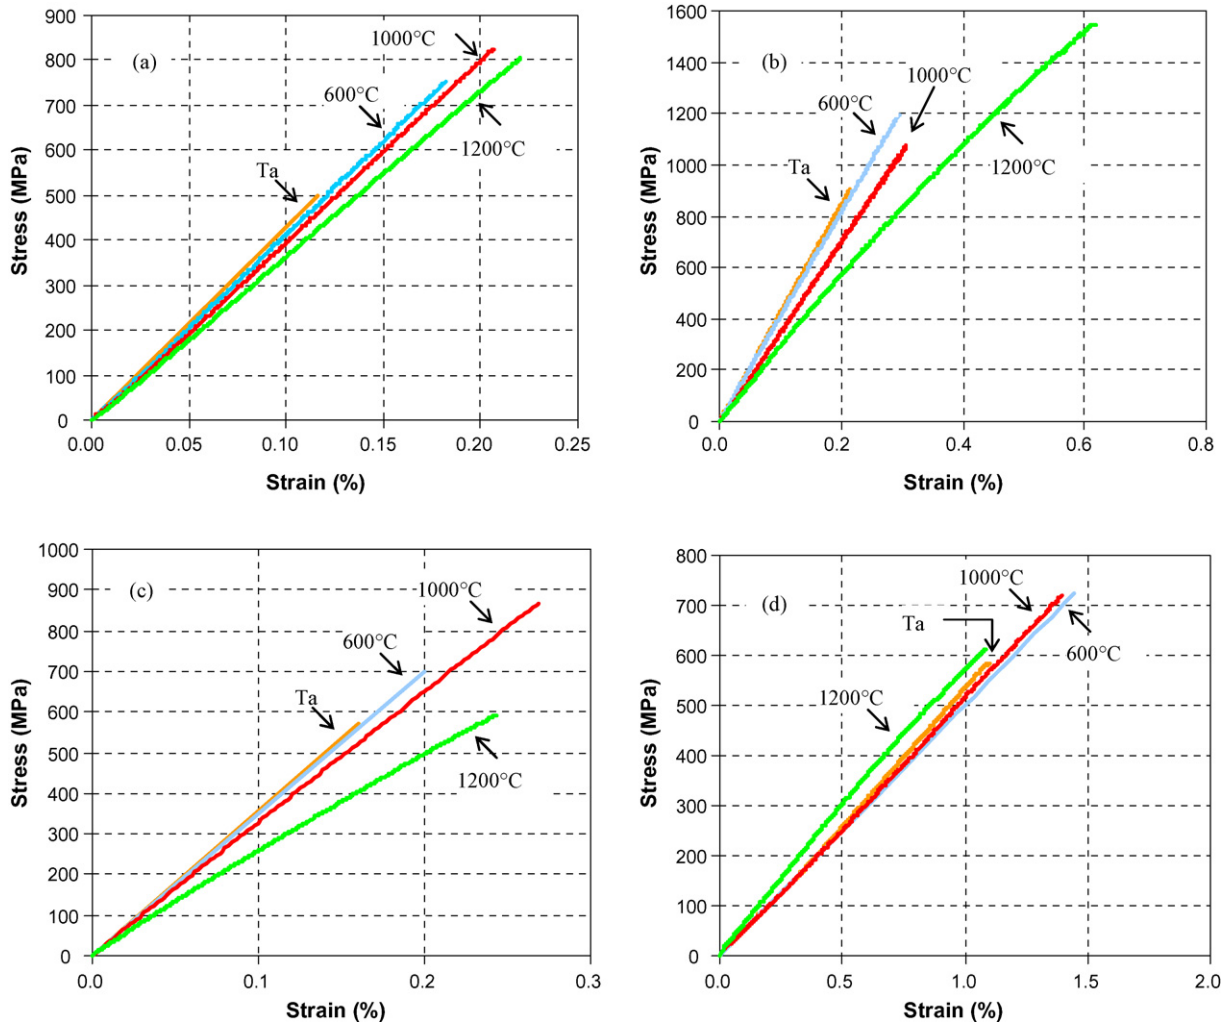 900
800
700
600
500
400
300
200
100
0
Stress (MPa)
(a)
1000°C
600°C
Ta
1200°C
0.00
0.05
0.10
0.15
0.20
0.25
Strain (%)
1600
1400
1200
1000
800
600
400
200
0
Stress (MPa)
(b)
1000°C
600°C
Ta
1200°C
0.0
0.2
0.4
0.6
0.8
Strain (%)
1000
900
800
700
600
500
400
300
200
100
0
Stress (MPa)
(c)
1000°C
600°C
Ta
1200°C
0.0
0.1
0.2
0.3
Strain (%)
800
700
600
500
400
300
200
100
0
Stress (MPa)
(d)
1000°C
Ta
600°C
1200°C
0.0
0.5
1.0
1.5
2.0
Strain (%)